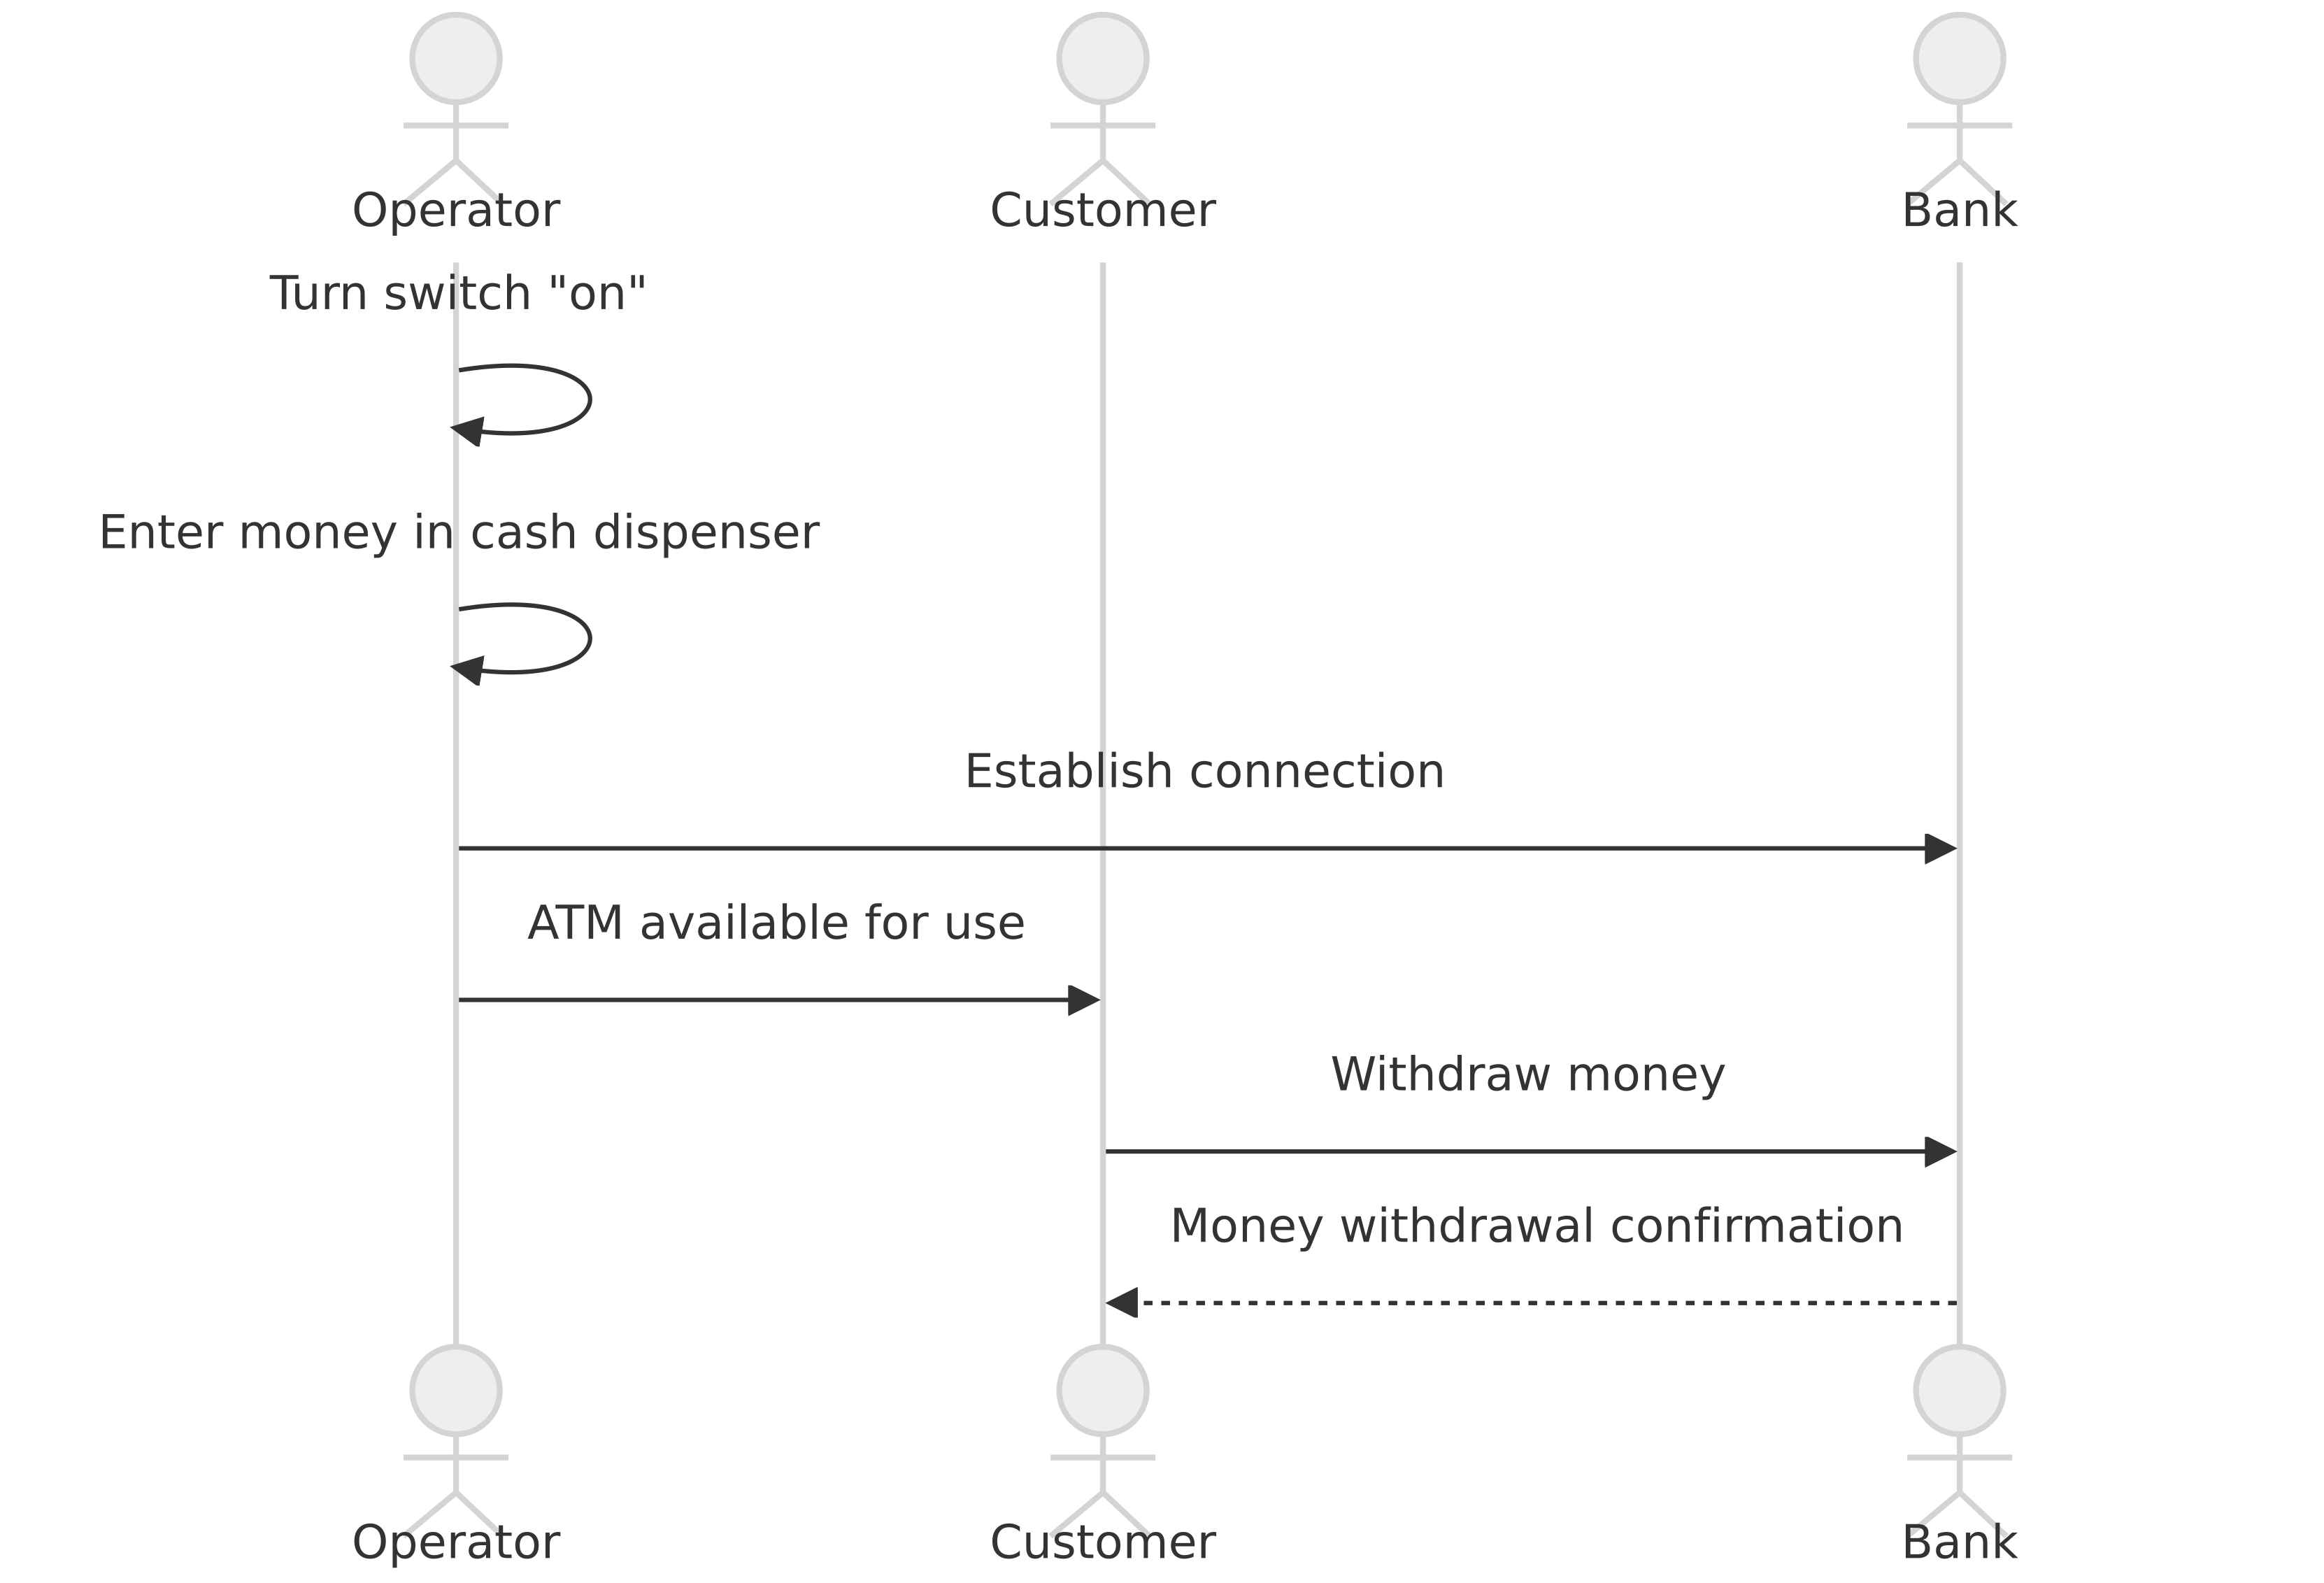 Operator
Customer
Bank
Turn switch "on"
Enter money in cash dispenser
Establish connection
ATM available for use
Withdraw money
Money withdrawal confirmation
Operator
Customer
Bank